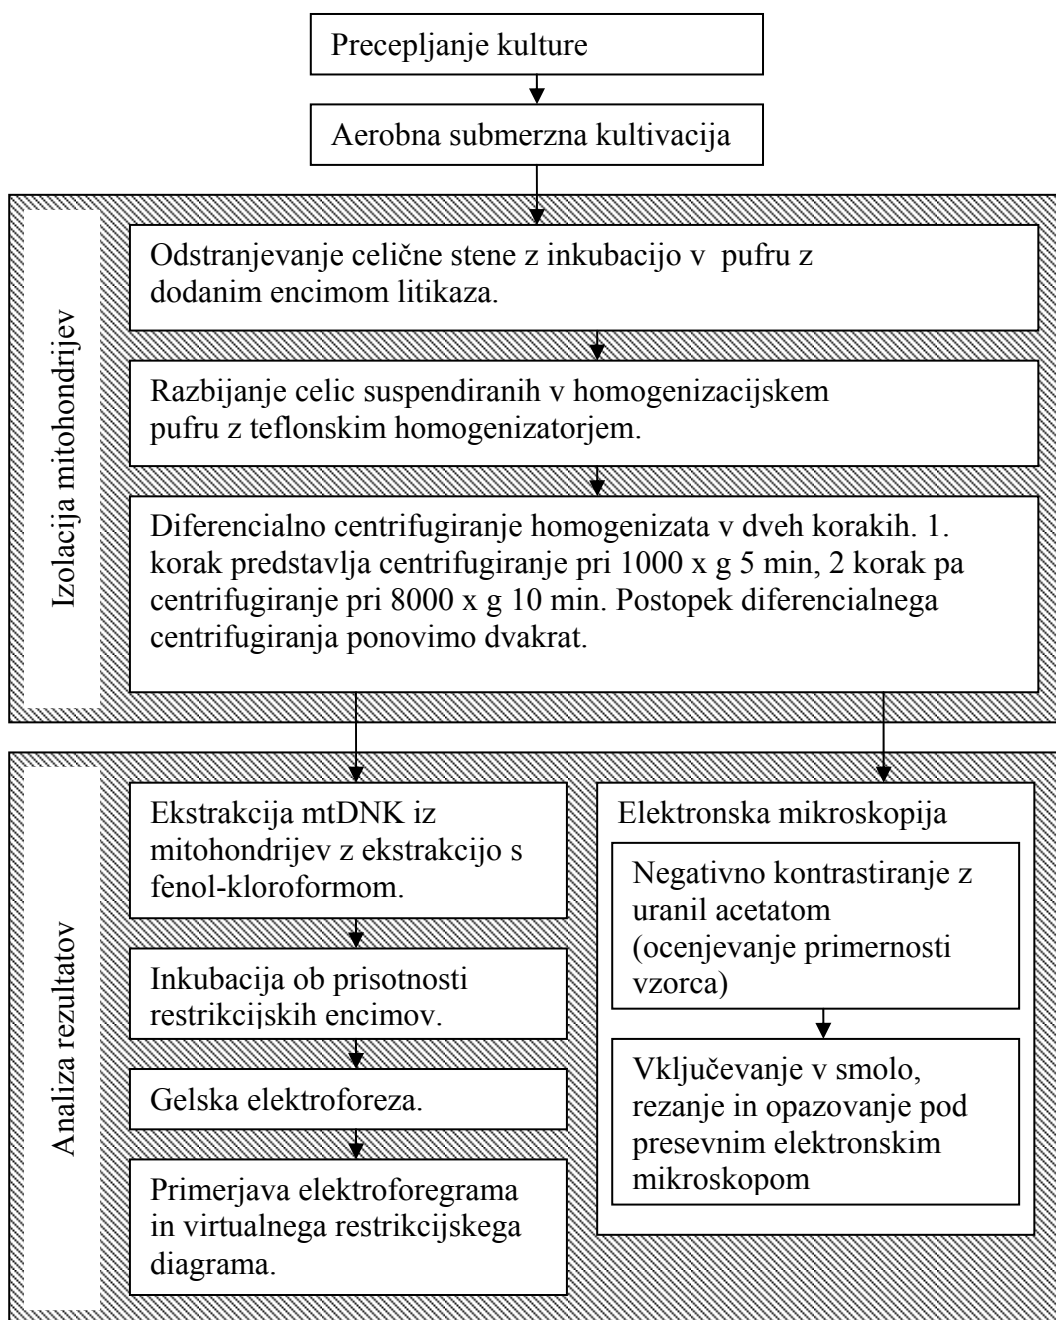 Precepljanje kulture
Aerobna submerzna kultivacija
Izolacija mitohondrijev
Odstranjevanje celične stene z inkubacijo v  pufru z
dodanim encimom litikaza.
Razbijanje celic suspendiranih v homogenizacijskem
pufru z teflonskim homogenizatorjem.
Diferencialno centrifugiranje homogenizata v dveh korakih. 1.
korak predstavlja centrifugiranje pri 1000 x g 5 min, 2 korak pa
centrifugiranje pri 8000 x g 10 min. Postopek diferencialnega
centrifugiranja ponovimo dvakrat.
Analiza rezultatov
Ekstrakcija mtDNK iz
mitohondrijev z ekstrakcijo s
fenol-kloroformom.
Inkubacija ob prisotnosti
restrikcijskih encimov.
Gelska elektroforeza.
Primerjava elektroforegrama
in virtualnega restrikcijskega
diagrama.
Elektronska mikroskopija
Negativno kontrastiranje z
uranil acetatom
(ocenjevanje primernosti
vzorca)
Vključevanje v smolo,
rezanje in opazovanje pod
presevnim elektronskim
mikroskopom